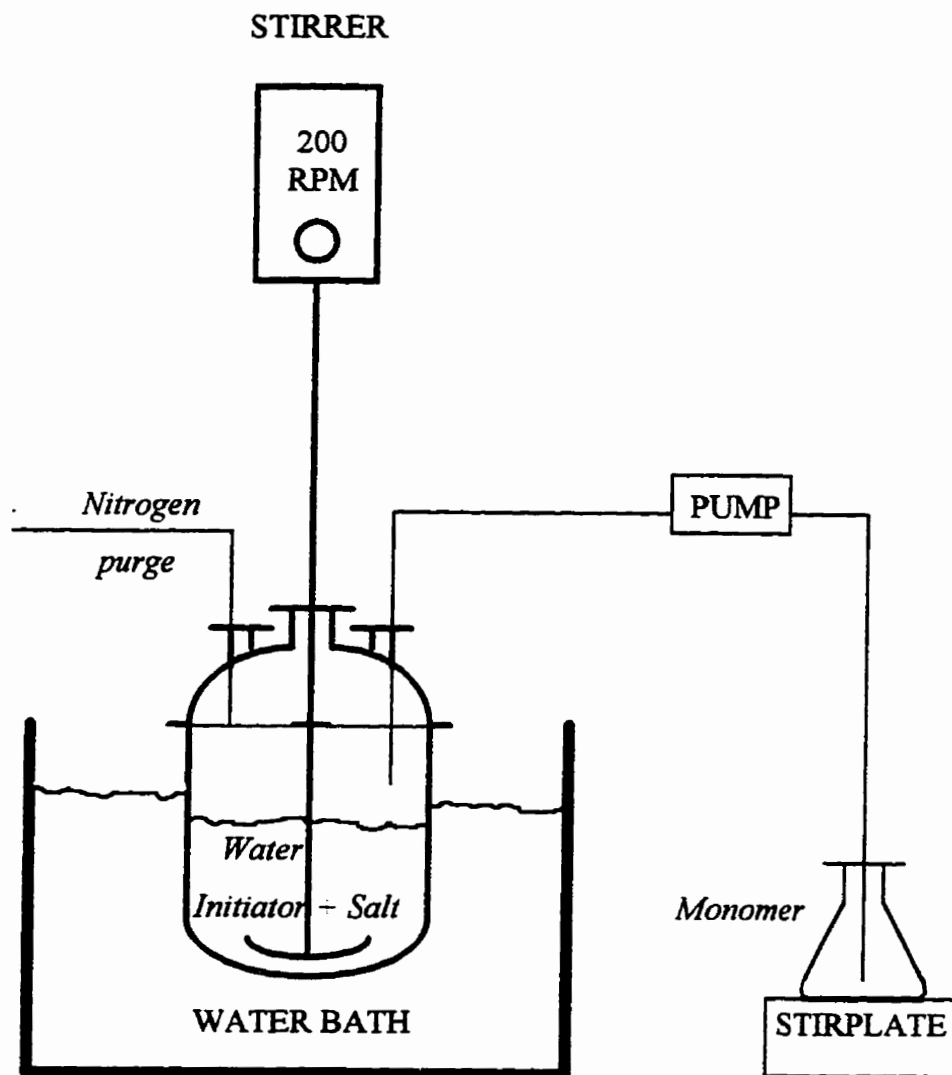 STIRRER
200
RPM
Nitrogen
purge
PUMP
Water
Initiator + Salt
Monomer
WATER BATH
STIRPLATE